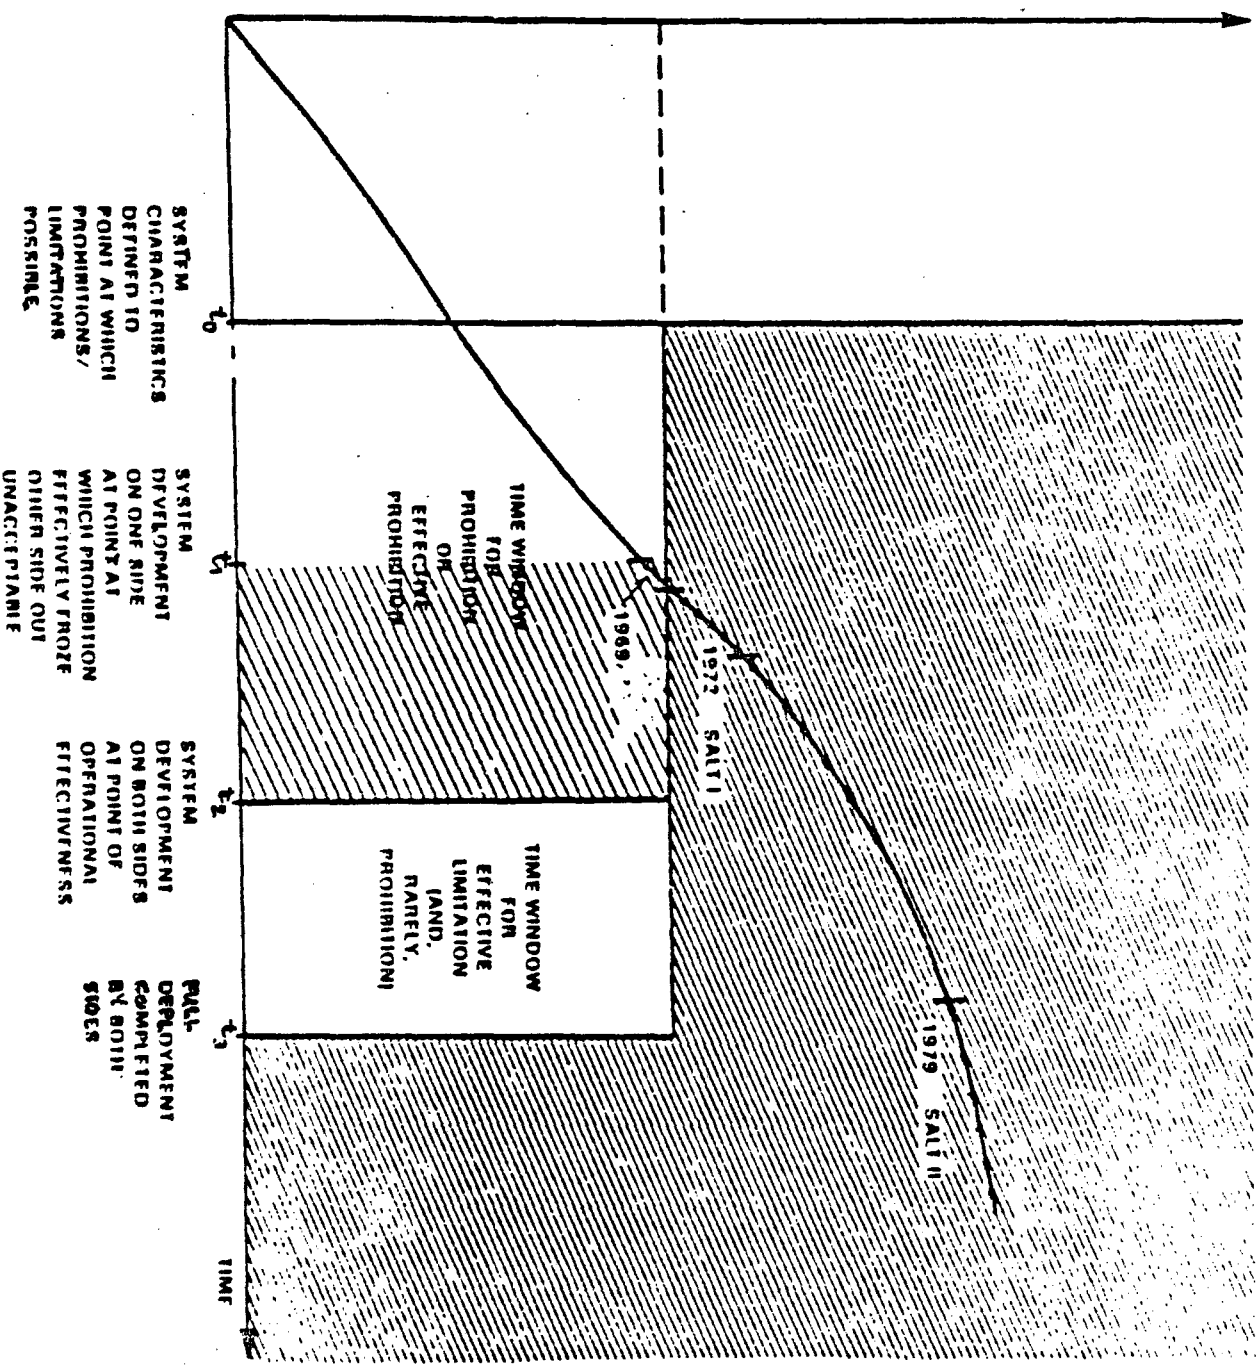 1969,
1972 SALT I
1979 SALT II
TIME WINDOW
FOR
PROHIBITION
OR
EFFECTIVE
PROHIBITION
TIME WINDOW
FOR
EFFECTIVE
LIMITATION
(AND,
RARELY,
PROHIBITION)
t0
t1
t2
t3
TIME
SYSTEM
CHARACTERISTICS
DEFINED TO
POINT AT WHICH
PROHIBITIONS/
LIMITATIONS
POSSIBLE
SYSTEM
DEVELOPMENT
ON ONE SIDE
AT POINT AT
WHICH PROHIBITION
EFFECTIVELY FROZE
OTHER SIDE OUT
UNACCEPTABLE
SYSTEM
DEVELOPMENT
ON BOTH SIDES
AT POINT OF
OPERATIONAL
EFFECTIVENESS
FULL
DEPLOYMENT
COMPLETED
BY BOTH
SIDES